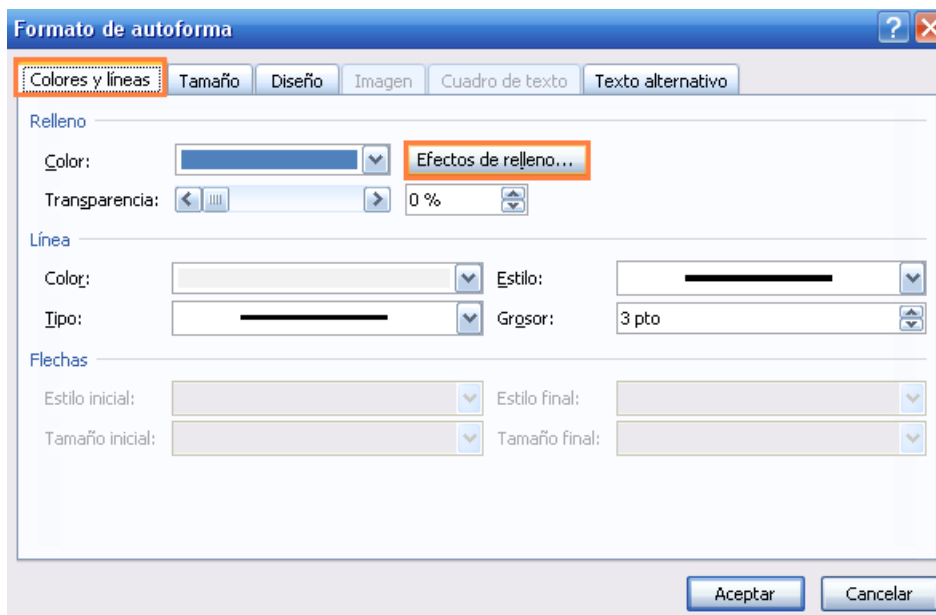 Formato de autoforma
Colores y líneas Tamaño Diseño Imagen Cuadro de texto Texto alternativo
Relleno
Color: Efectos de relleno...
Transparencia: 0 %
Línea
Color: Estilo:
Tipo: Grosor: 3 pto
Flechas
Estilo inicial: Estilo final:
Tamaño inicial: Tamaño final:
Aceptar Cancelar